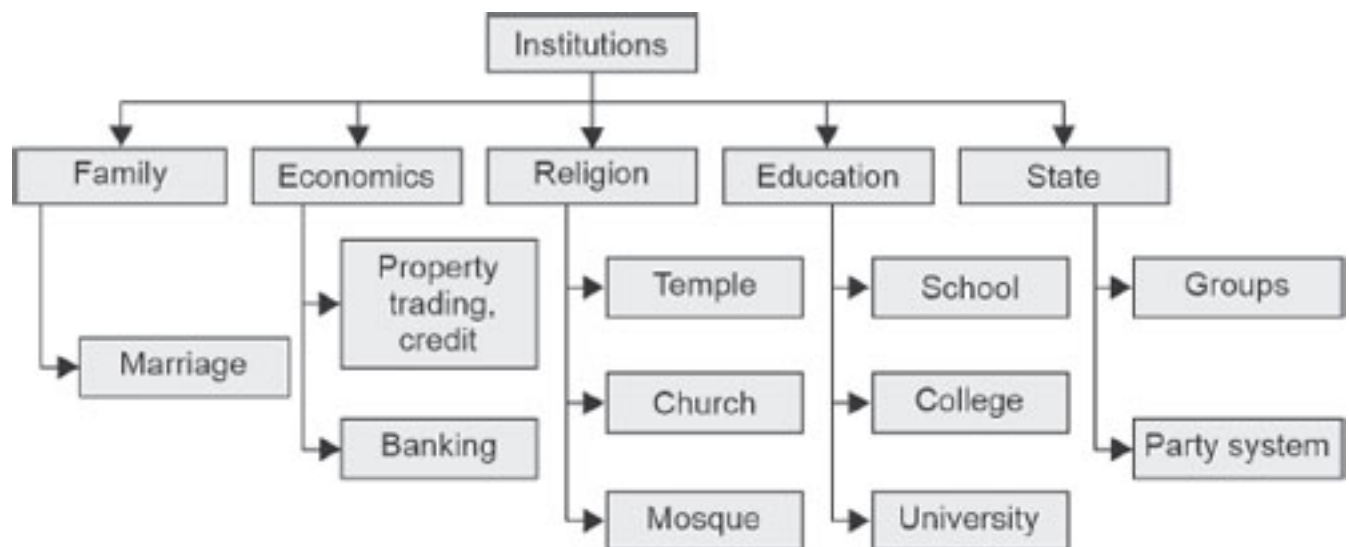 Institutions
Family
Economics
Religion
Education
State
Property
trading,
credit
Temple
School
Groups
Marriage
Church
College
Banking
Party system
Mosque
University